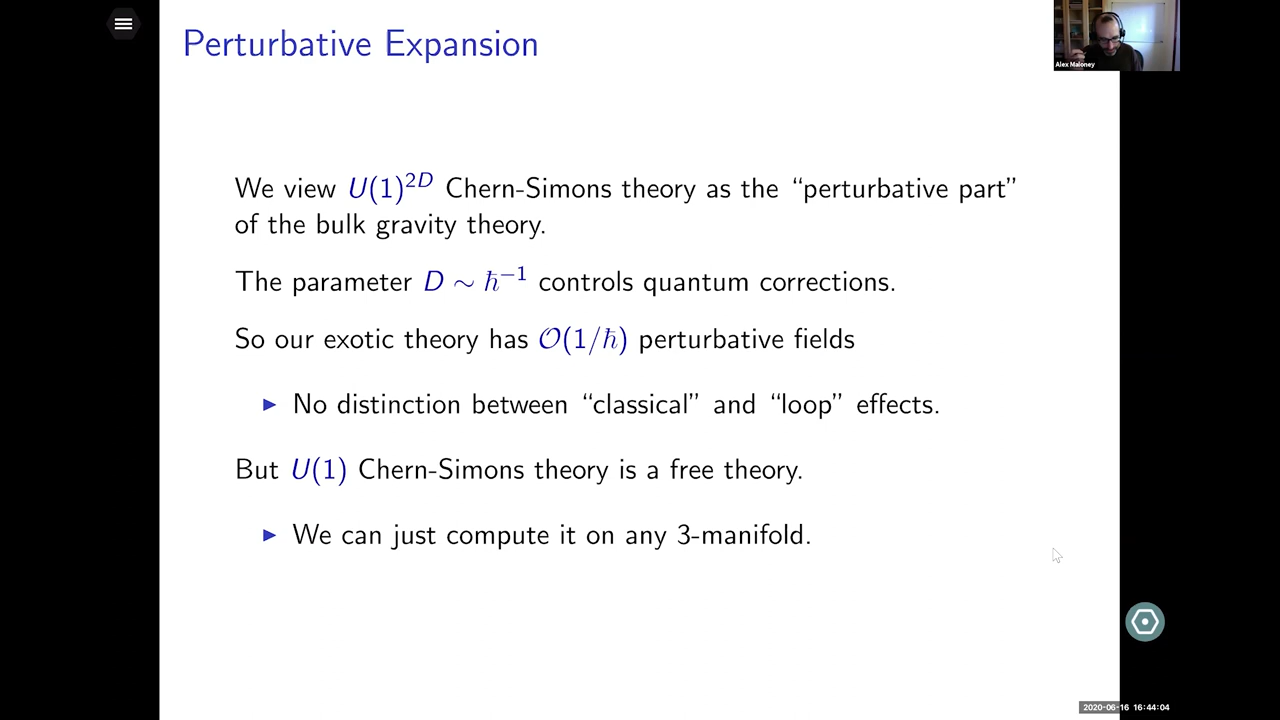 Perturbative Expansion
Alex Maloney
We view U(1)²ᴰ Chern-Simons theory as the “perturbative part”
of the bulk gravity theory.
The parameter D ∼ ℏ⁻¹ controls quantum corrections.
So our exotic theory has 𝒪(1/ℏ) perturbative fields
▶ No distinction between “classical” and “loop” effects.
But U(1) Chern-Simons theory is a free theory.
▶ We can just compute it on any 3-manifold.
2020-06-16 16:44:04